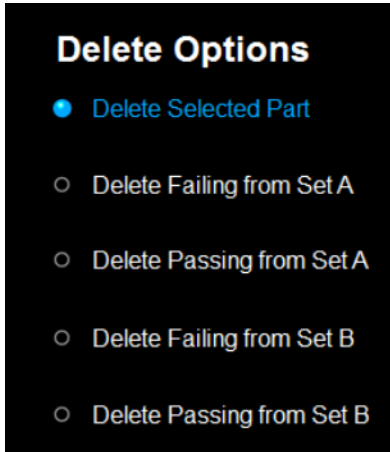 Delete Options
Delete Selected Part
Delete Failing from Set A
Delete Passing from Set A
Delete Failing from Set B
Delete Passing from Set B